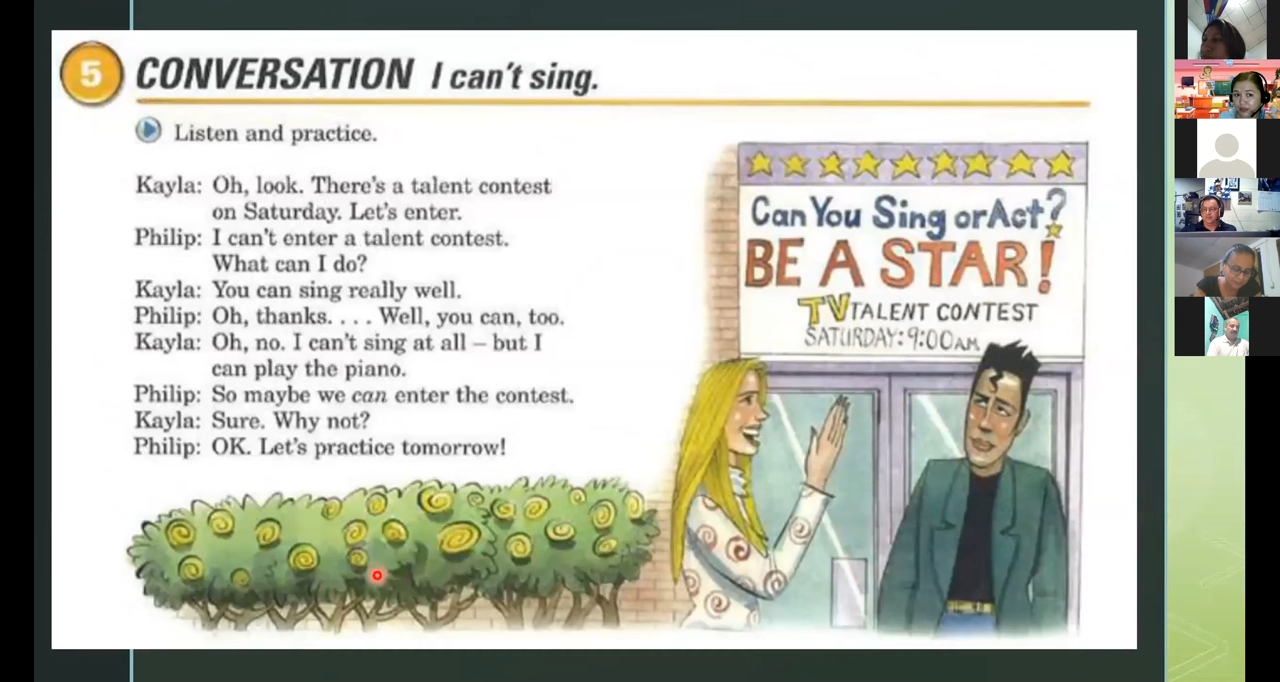 5 CONVERSATION I can't sing.
Listen and practice.
Kayla: Oh, look. There's a talent contest
on Saturday. Let's enter.
Philip: I can't enter a talent contest.
What can I do?
Kayla: You can sing really well.
Philip: Oh, thanks. . . . Well, you can, too.
Kayla: Oh, no. I can't sing at all – but I
can play the piano.
Philip: So maybe we can enter the contest.
Kayla: Sure. Why not?
Philip: OK. Let's practice tomorrow!
Can You Sing or Act?
BE A STAR!
TV TALENT CONTEST
SATURDAY: 9:00 AM